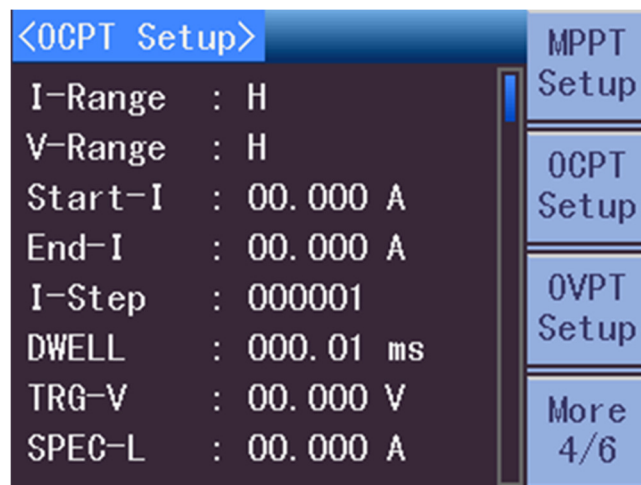 <OCPT Setup>
I-Range : H
V-Range : H
Start-I : 00.000 A
End-I : 00.000 A
I-Step : 000001
DWELL : 000.01 ms
TRG-V : 00.000 V
SPEC-L : 00.000 A
MPPT
Setup
OCPT
Setup
OVPT
Setup
More
4/6